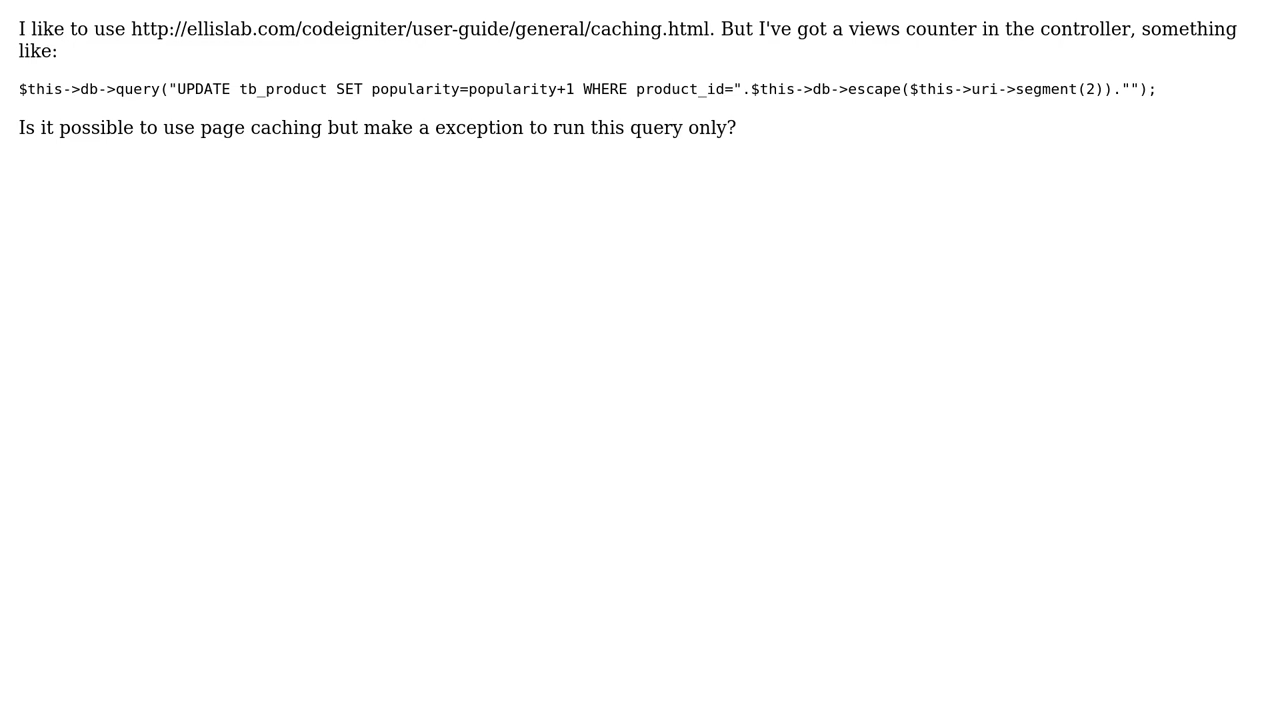 I like to use http://ellislab.com/codeigniter/user-guide/general/caching.html. But I've got a views counter in the controller, something
like:
$this->db->query("UPDATE tb_product SET popularity=popularity+1 WHERE product_id=".$this->db->escape($this->uri->segment(2))."");
Is it possible to use page caching but make a exception to run this query only?